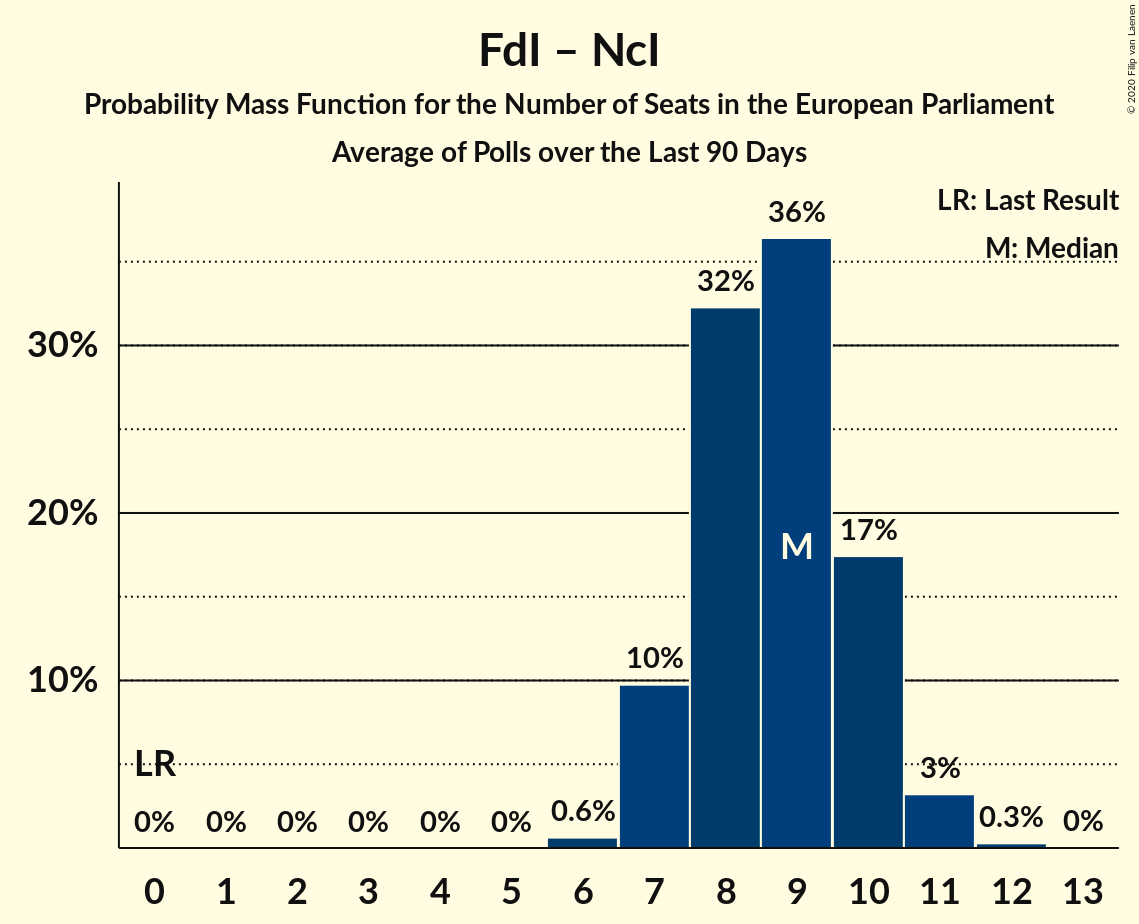 FdI – NcI
Probability Mass Function for the Number of Seats in the European Parliament
Average of Polls over the Last 90 Days
© 2020 Filip van Laenen
LR: Last Result
M: Median
36%
32%
30%
20%
17%
M
10%
10%
LR
3%
0% 0% 0% 0% 0% 0% 0.6% 0.3% 0%
0 1 2 3 4 5 6 7 8 9 10 11 12 13